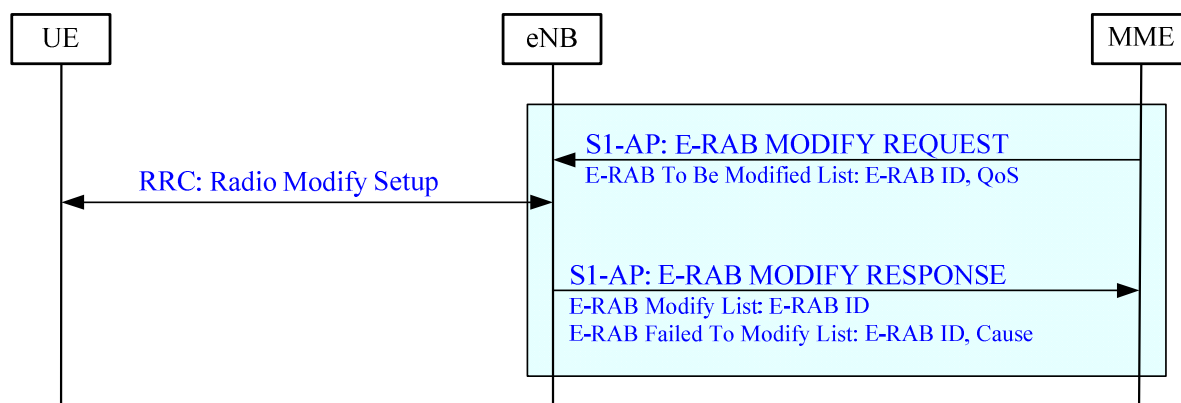 UE
eNB
MME
S1-AP: E-RAB MODIFY REQUEST
E-RAB To Be Modified List: E-RAB ID, QoS
RRC: Radio Modify Setup
S1-AP: E-RAB MODIFY RESPONSE
E-RAB Modify List: E-RAB ID
E-RAB Failed To Modify List: E-RAB ID, Cause